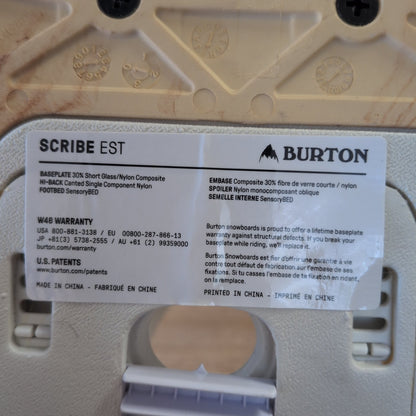 SCRIBE EST
BASEPLATE 30% Short Glass/Nylon Composite
HI-BACK Canted Single Component Nylon
FOOTBED SensoryBED
W46 WARRANTY
USA 800-881-3138 / EU 00800-287-866-13
JP +81(3) 5738-2555 / AU +61 (2) 99359000
burton.com/warranty
U.S. PATENTS
www.burton.com/patents
MADE IN CHINA - FABRIQUÉ EN CHINE
BURTON
EMBASE Composite 30% fibre de verre courte / nylon
SPOILER Nylon monocomposant oblique
SEMELLE INTERNE SensoryBED
Burton snowboards is proud to offer a lifetime baseplate
warranty against structural defects. If you break your
baseplate while riding, we'll replace it.
Burton Snowboards est fier d'offrir une garantie à vie
contre tout défaut de fabrication sur l'embase de ses
fixations. Si tu casses l'embase de ta fixation en ridant,
on la remplace.
PRINTED IN CHINA - IMPRIMÉ EN CHINE